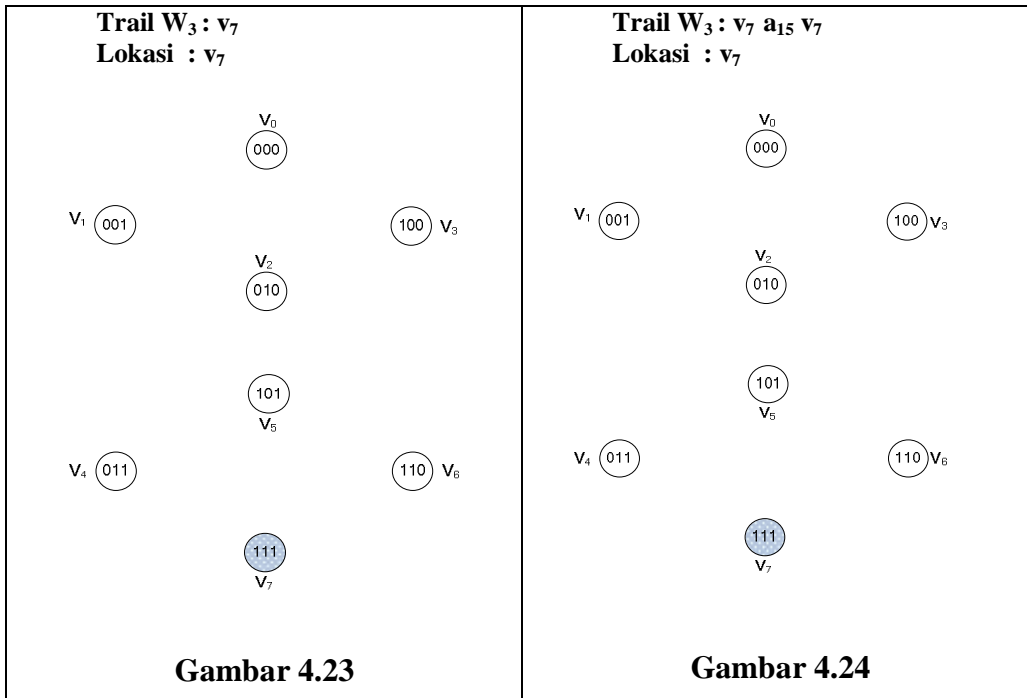 Trail W₃ : v₇
Lokasi : v₇
V₀
000
V₁ 001
100 V₃
V₂
010
101
V₅
V₄ 011
110 V₆
111
V₇
Gambar 4.23
Trail W₃ : v₇ a₁₅ v₇
Lokasi : v₇
V₀
000
V₁ 001
100 V₃
V₂
010
101
V₅
V₄ 011
110 V₆
111
V₇
Gambar 4.24